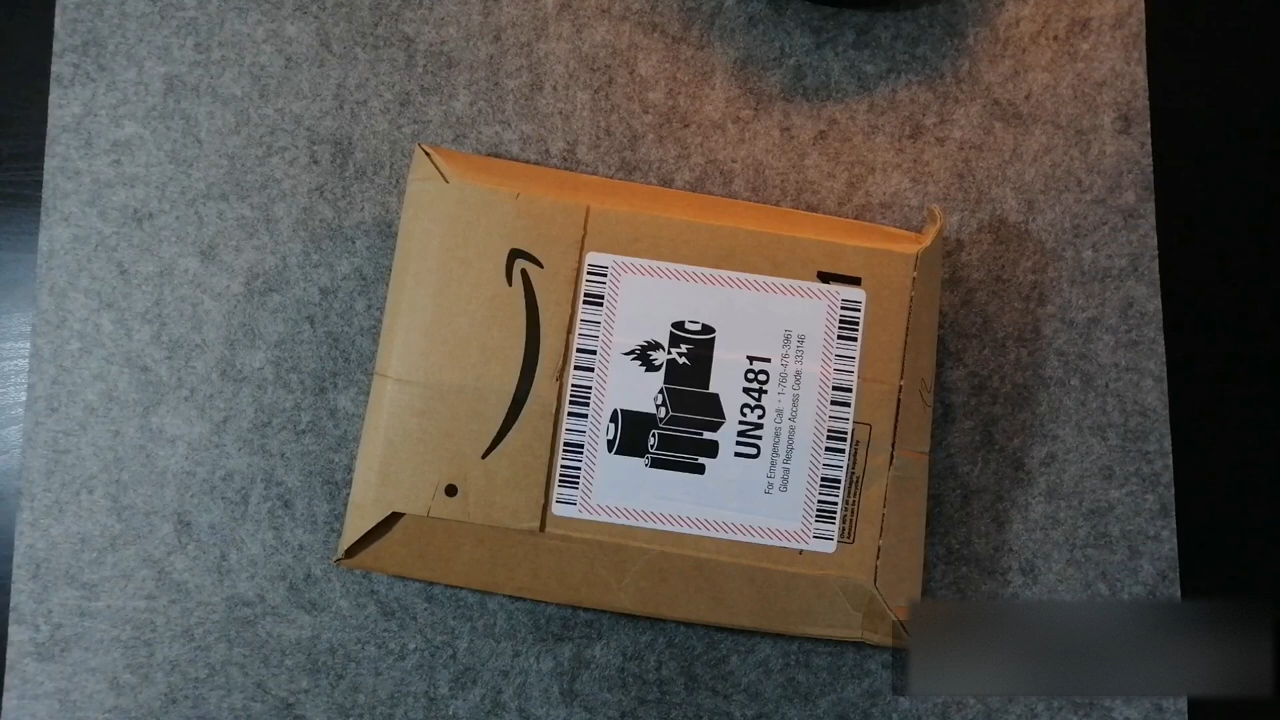 UN3481
For Emergencies Call: + 1-760-476-3961
Global Response Access Code: 333146